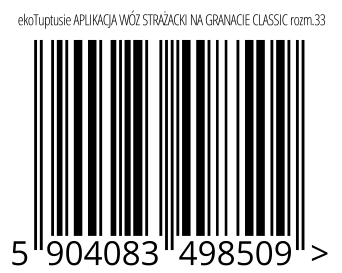 ekoTuptusie APLIKACJA WÓZ STRAŻACKI NA GRANACIE CLASSIC rozm.33
5 904083 498509 >